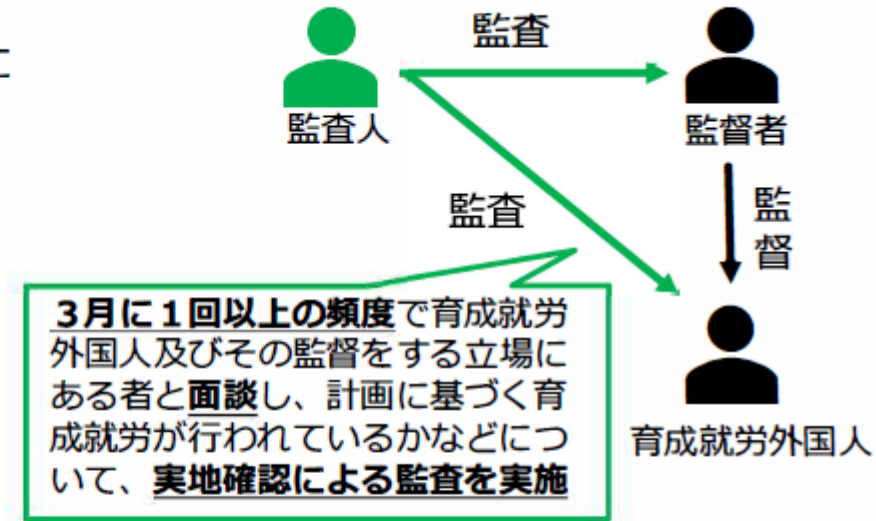 に
監査
監査人
監督者
監査
監督
３月に１回以上の頻度で育成就労
外国人及びその監督をする立場に
ある者と面談し、計画に基づく育
成就労が行われているかなどにつ
いて、実地確認による監査を実施
育成就労外国人